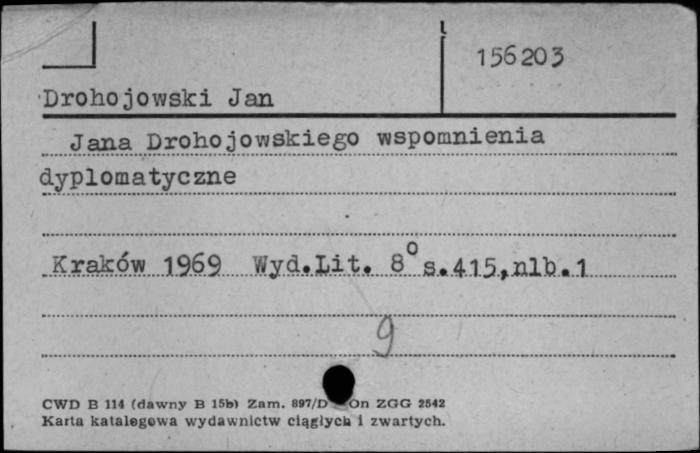 156203
Drohojowski Jan
Jana Drohojowskiego wspomnienia
dyplomatyczne
Kraków 1969 Wyd.Lit. 8° s.415,nlb.1
9
CWD B 114 (dawny B 15b) Zam. 897/D On ZGG 2542
Karta katalogowa wydawnictw ciągłych i zwartych.